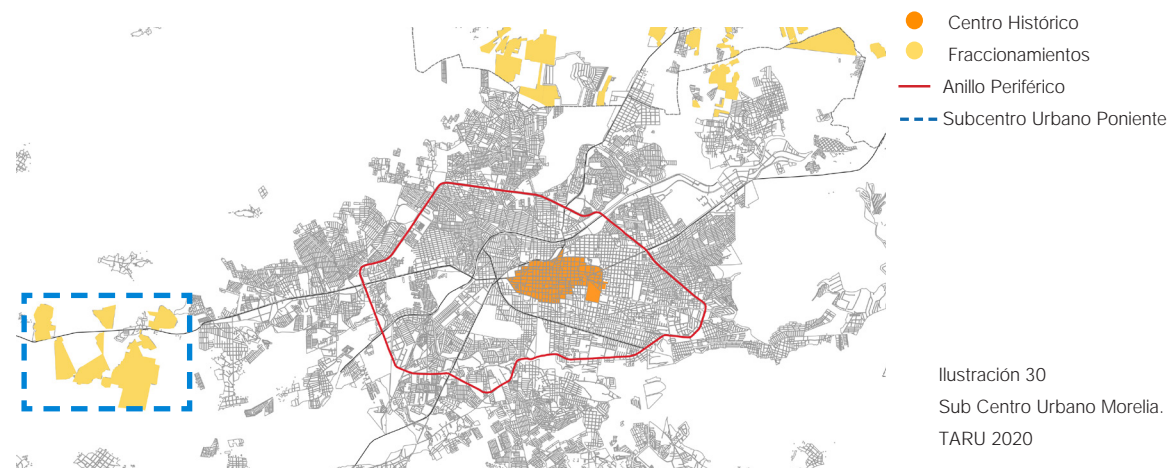 Centro Histórico
Fraccionamientos
Anillo Periférico
Subcentro Urbano Poniente
Ilustración 30
Sub Centro Urbano Morelia.
TARU 2020